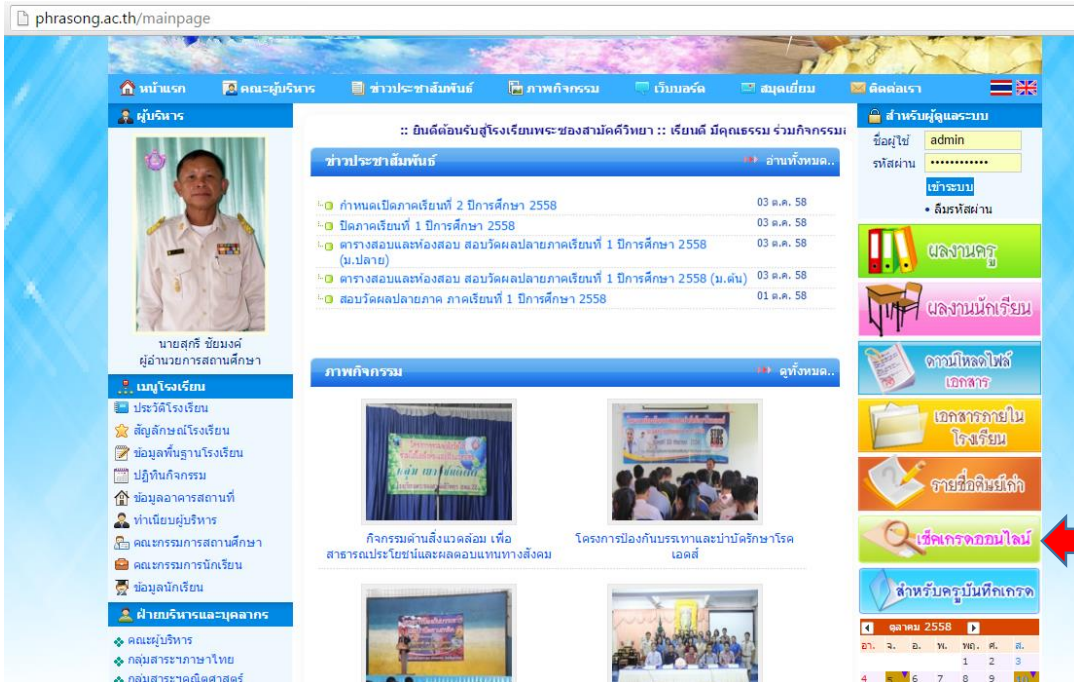 phrasong.ac.th/mainpage
หน้าแรก คณะผู้บริหาร ข่าวประชาสัมพันธ์ ภาพกิจกรรม เว็บบอร์ด สมุดเยี่ยม ติดต่อเรา
ผู้บริหาร
นายสุกรี ชัยมงค์
ผู้อำนวยการสถานศึกษา
เมนูโรงเรียน
ประวัติโรงเรียน
สัญลักษณ์โรงเรียน
ข้อมูลพื้นฐานโรงเรียน
ปฏิทินกิจกรรม
ข้อมูลอาคารสถานที่
ทำเนียบผู้บริหาร
คณะกรรมการสถานศึกษา
คณะกรรมการนักเรียน
ข้อมูลนักเรียน
ฝ่ายบริหารและบุคลากร
คณะผู้บริหาร
กลุ่มสาระฯภาษาไทย
กลุ่มสาระฯคณิตศาสตร์
:: ยินดีต้อนรับสู่โรงเรียนพระซองสามัคคีวิทยา :: เรียนดี มีคุณธรรม ร่วมกิจกรรม
ข่าวประชาสัมพันธ์ อ่านทั้งหมด..
กำหนดเปิดภาคเรียนที่ 2 ปีการศึกษา 2558 03 ต.ค. 58
ปิดภาคเรียนที่ 1 ปีการศึกษา 2558 03 ต.ค. 58
ตารางสอบและห้องสอบ สอบวัดผลปลายภาคเรียนที่ 1 ปีการศึกษา 2558 03 ต.ค. 58
(ม.ปลาย)
ตารางสอบและห้องสอบ สอบวัดผลปลายภาคเรียนที่ 1 ปีการศึกษา 2558 (ม.ต้น) 03 ต.ค. 58
สอบวัดผลปลายภาค ภาคเรียนที่ 1 ปีการศึกษา 2558 01 ต.ค. 58
ภาพกิจกรรม ดูทั้งหมด..
กิจกรรมด้านสิ่งแวดล้อม เพื่อ
สาธารณประโยชน์และผลตอบแทนทางสังคม
โครงการป้องกันบรรเทาและบำบัดรักษาโรค
เอดส์
สำหรับผู้ดูแลระบบ
ชื่อผู้ใช้ admin
รหัสผ่าน ••••••••••••
เข้าระบบ
• ลืมรหัสผ่าน
ผลงานครู
ผลงานนักเรียน
ดาวน์โหลดไฟล์
เอกสาร
เอกสารภายใน
โรงเรียน
รายชื่อศิษย์เก่า
เช็คเกรดออนไลน์
สำหรับครูบันทึกเกรด
ตุลาคม 2558
อา. จ. อ. พ. พฤ. ศ. ส.
1 2 3
4 5 6 7 8 9 10